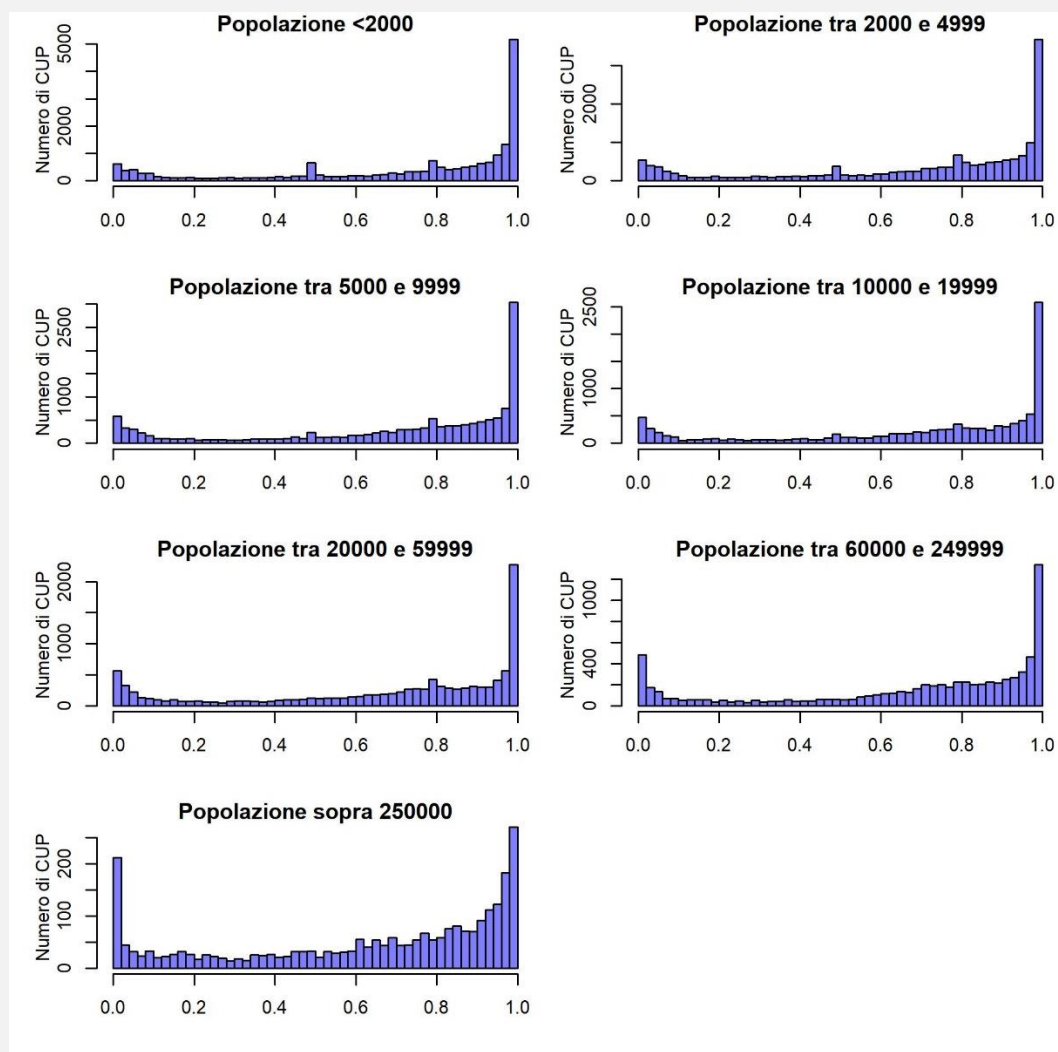 Popolazione <2000
Numero di CUP
5000
2000
0
0.0 0.2 0.4 0.6 0.8 1.0
Popolazione tra 2000 e 4999
Numero di CUP
2000
0
0.0 0.2 0.4 0.6 0.8 1.0
Popolazione tra 5000 e 9999
Numero di CUP
2500
1000
0
0.0 0.2 0.4 0.6 0.8 1.0
Popolazione tra 10000 e 19999
Numero di CUP
2500
1000
0
0.0 0.2 0.4 0.6 0.8 1.0
Popolazione tra 20000 e 59999
Numero di CUP
2000
1000
0
0.0 0.2 0.4 0.6 0.8 1.0
Popolazione tra 60000 e 249999
Numero di CUP
1000
400
0
0.0 0.2 0.4 0.6 0.8 1.0
Popolazione sopra 250000
Numero di CUP
200
100
0
0.0 0.2 0.4 0.6 0.8 1.0